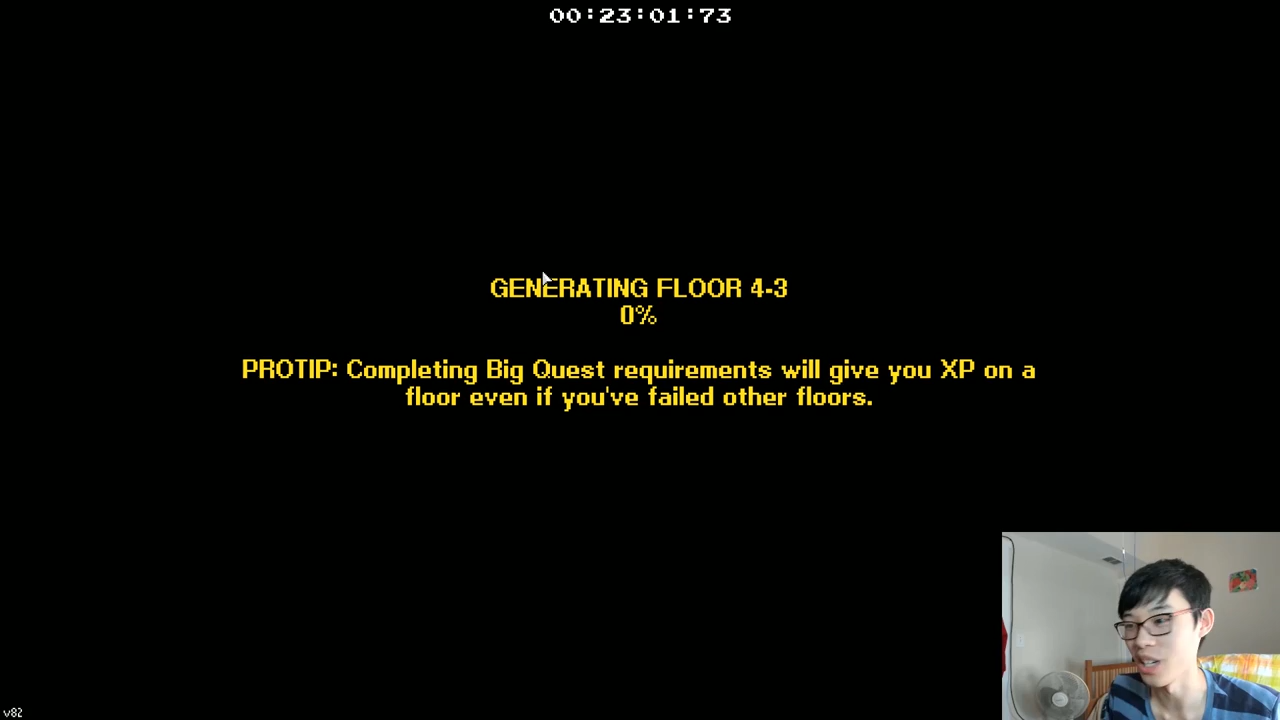 00:23:01:73
GENERATING FLOOR 4-3
0%
PROTIP: Completing Big Quest requirements will give you XP on a
floor even if you've failed other floors.
v82